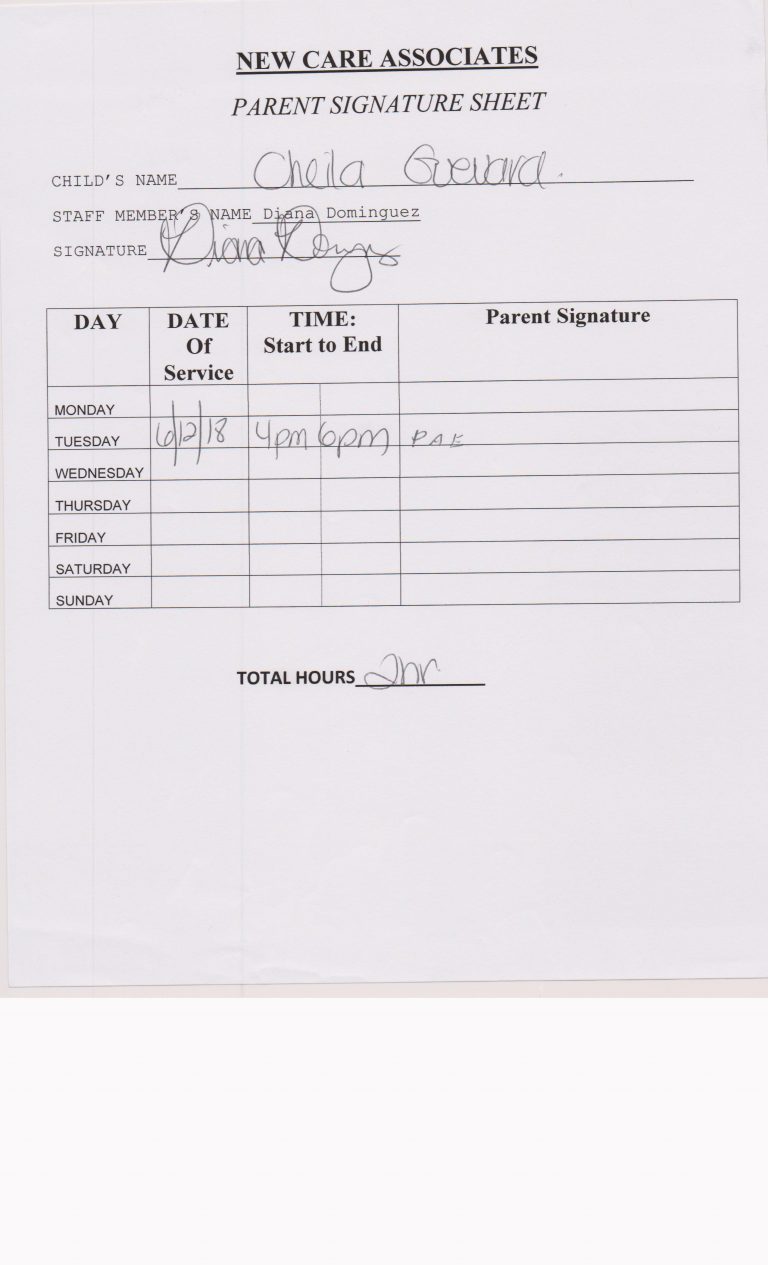 NEW CARE ASSOCIATES
PARENT SIGNATURE SHEET
CHILD'S NAME Cheila Guevara.
STAFF MEMBER'S NAME Diana Dominguez
SIGNATURE Diana
DAY DATE Of Service TIME: Start to End Parent Signature
MONDAY
TUESDAY 6/12/18 4pm 6pm PAE
WEDNESDAY
THURSDAY
FRIDAY
SATURDAY
SUNDAY
TOTAL HOURS 2hr